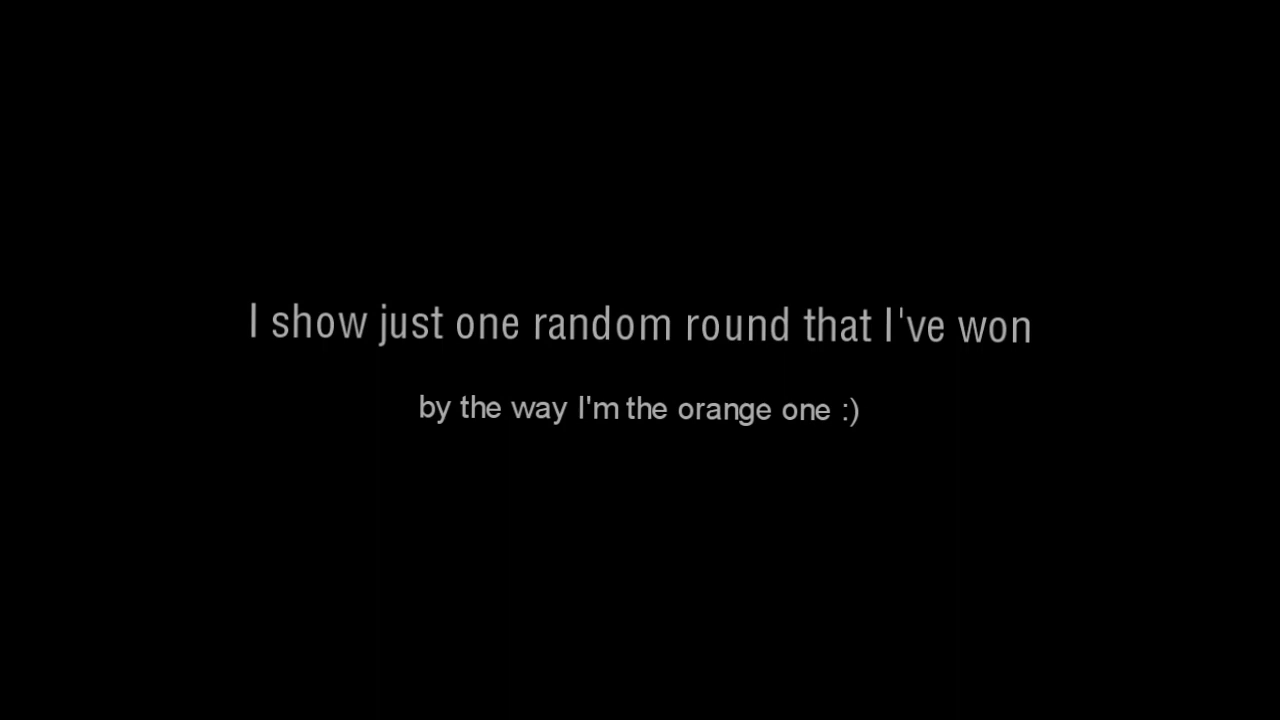 I show just one random round that I've won
by the way I'm the orange one :)